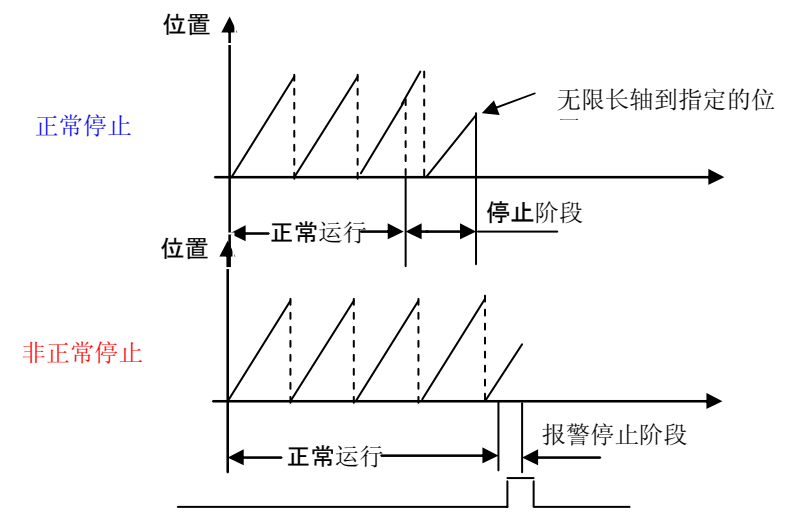 位置
正常停止
无限长轴到指定的位
停止阶段
正常运行
位置
非正常停止
报警停止阶段
正常运行